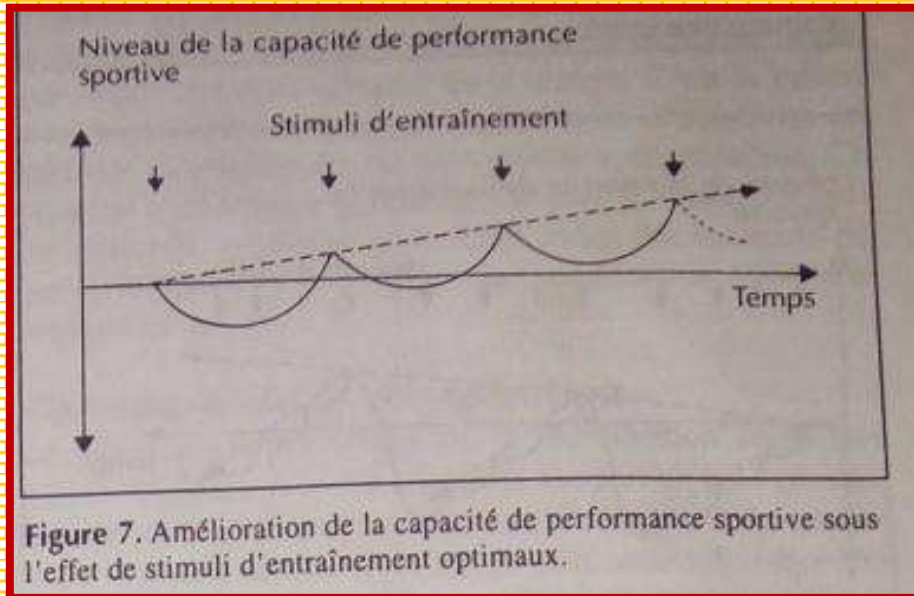 Niveau de la capacité de performance
sportive
Stimuli d'entraînement
Temps
Figure 7. Amélioration de la capacité de performance sportive sous
l'effet de stimuli d'entraînement optimaux.